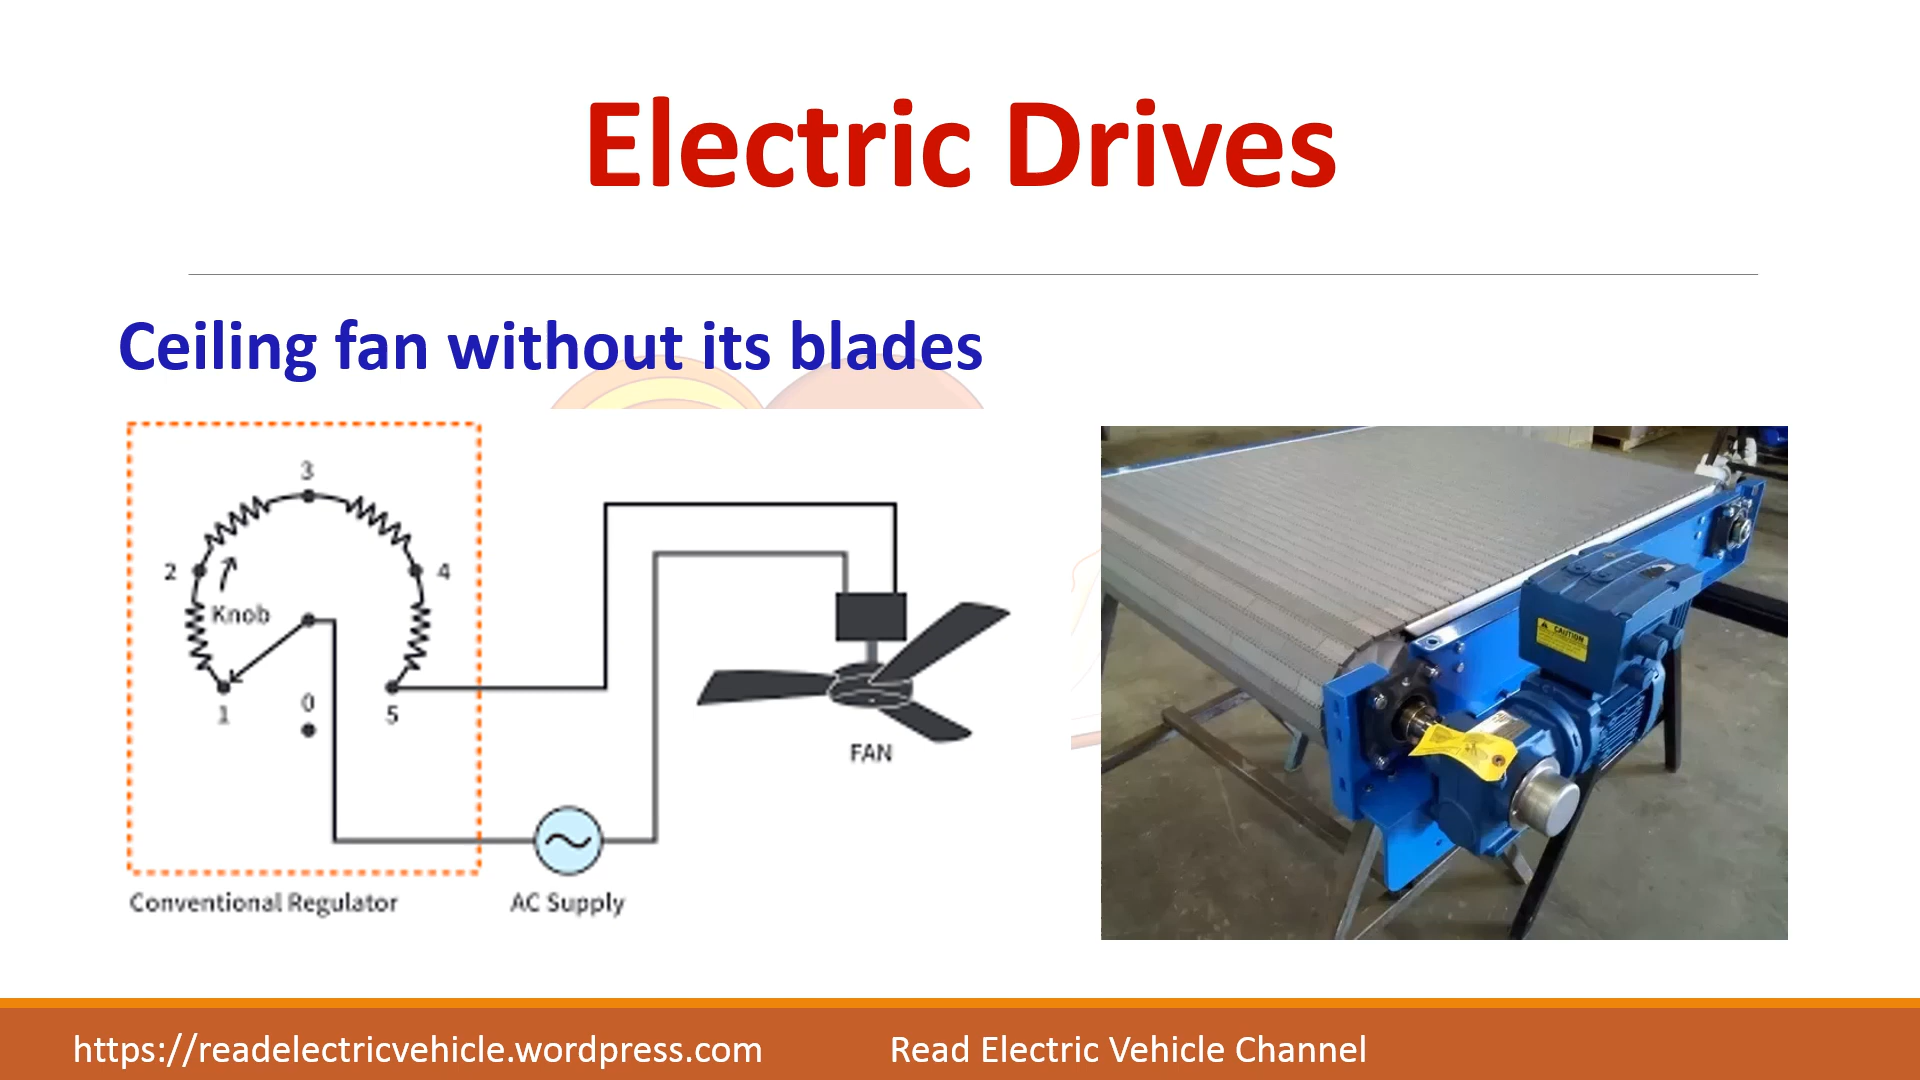 Electric Drives
Ceiling fan without its blades
3
2
4
Knob
1
0
5
FAN
Conventional Regulator
AC Supply
CAUTION
https://readelectricvehicle.wordpress.com
Read Electric Vehicle Channel